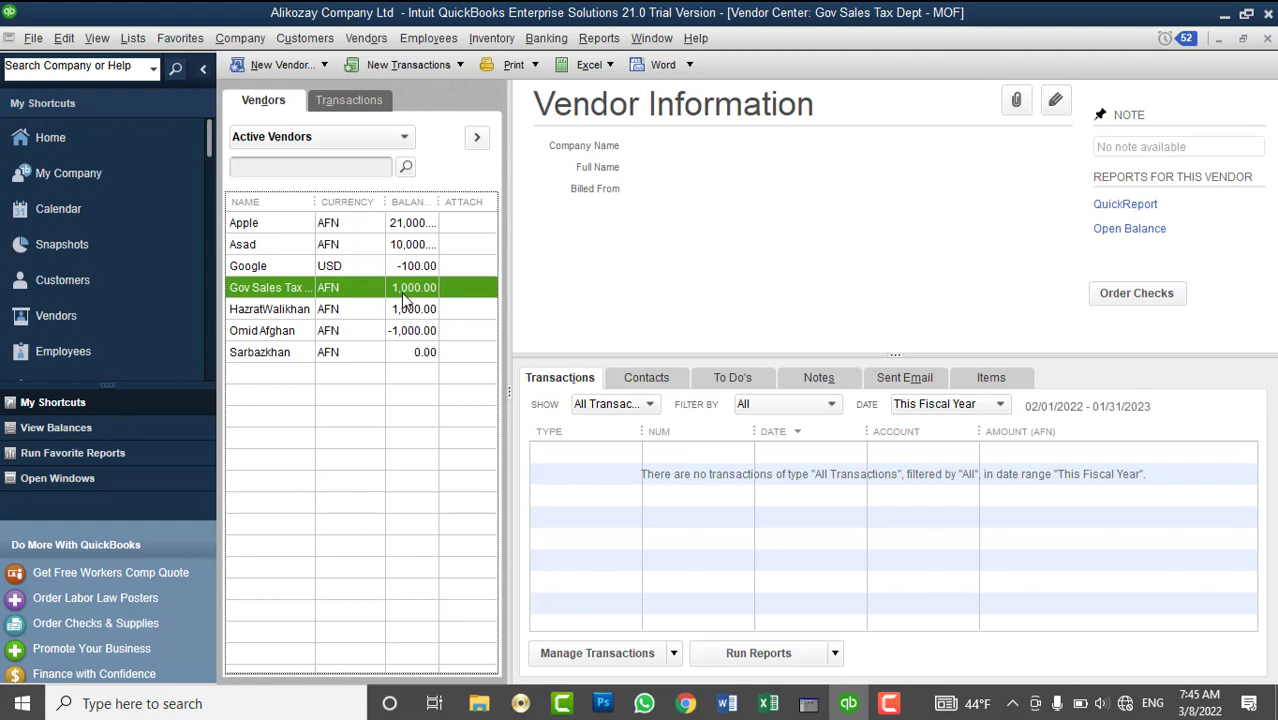 Alikozay Company Ltd - Intuit QuickBooks Enterprise Solutions 21.0 Trial Version - [Vendor Center: Gov Sales Tax Dept - MOF]
File Edit View Lists Favorites Company Customers Vendors Employees Inventory Banking Reports Window Help 52
Search Company or Help
New Vendor... New Transactions Print Excel Word
My Shortcuts
Home
My Company
Calendar
Snapshots
Customers
Vendors
Employees
My Shortcuts
View Balances
Run Favorite Reports
Open Windows
Do More With QuickBooks
Get Free Workers Comp Quote
Order Labor Law Posters
Order Checks & Supplies
Promote Your Business
Finance with Confidence
Vendors Transactions
Active Vendors
NAME CURRENCY BALAN... ATTACH
Apple AFN 21,000....
Asad AFN 10,000....
Google USD -100.00
Gov Sales Tax ... AFN 1,000.00
HazratWalikhan AFN 1,000.00
Omid Afghan AFN -1,000.00
Sarbazkhan AFN 0.00
Vendor Information
Company Name
Full Name
Billed From
NOTE
No note available
REPORTS FOR THIS VENDOR
QuickReport
Open Balance
Order Checks
Transactions Contacts To Do's Notes Sent Email Items
SHOW All Transac... FILTER BY All DATE This Fiscal Year 02/01/2022 - 01/31/2023
TYPE NUM DATE ACCOUNT AMOUNT (AFN)
There are no transactions of type "All Transactions", filtered by "All", in date range "This Fiscal Year".
Manage Transactions Run Reports
Type here to search
44°F ENG 7:45 AM
3/8/2022